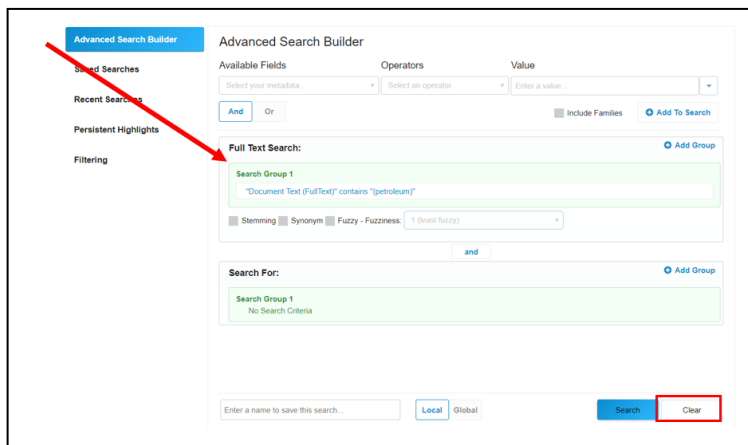 Advanced Search Builder
Saved Searches
Recent Searches
Persistent Highlights
Filtering
Advanced Search Builder
Available Fields Operators Value
Select your metadata... Select an operator... Enter a value...
And Or Include Families Add To Search
Full Text Search: Add Group
Search Group 1
"Document Text (FullText)" contains "(petroleum)"
Stemming Synonym Fuzzy - Fuzziness: 1 (least fuzzy)
and
Search For: Add Group
Search Group 1
No Search Criteria
Enter a name to save this search... Local Global Search Clear